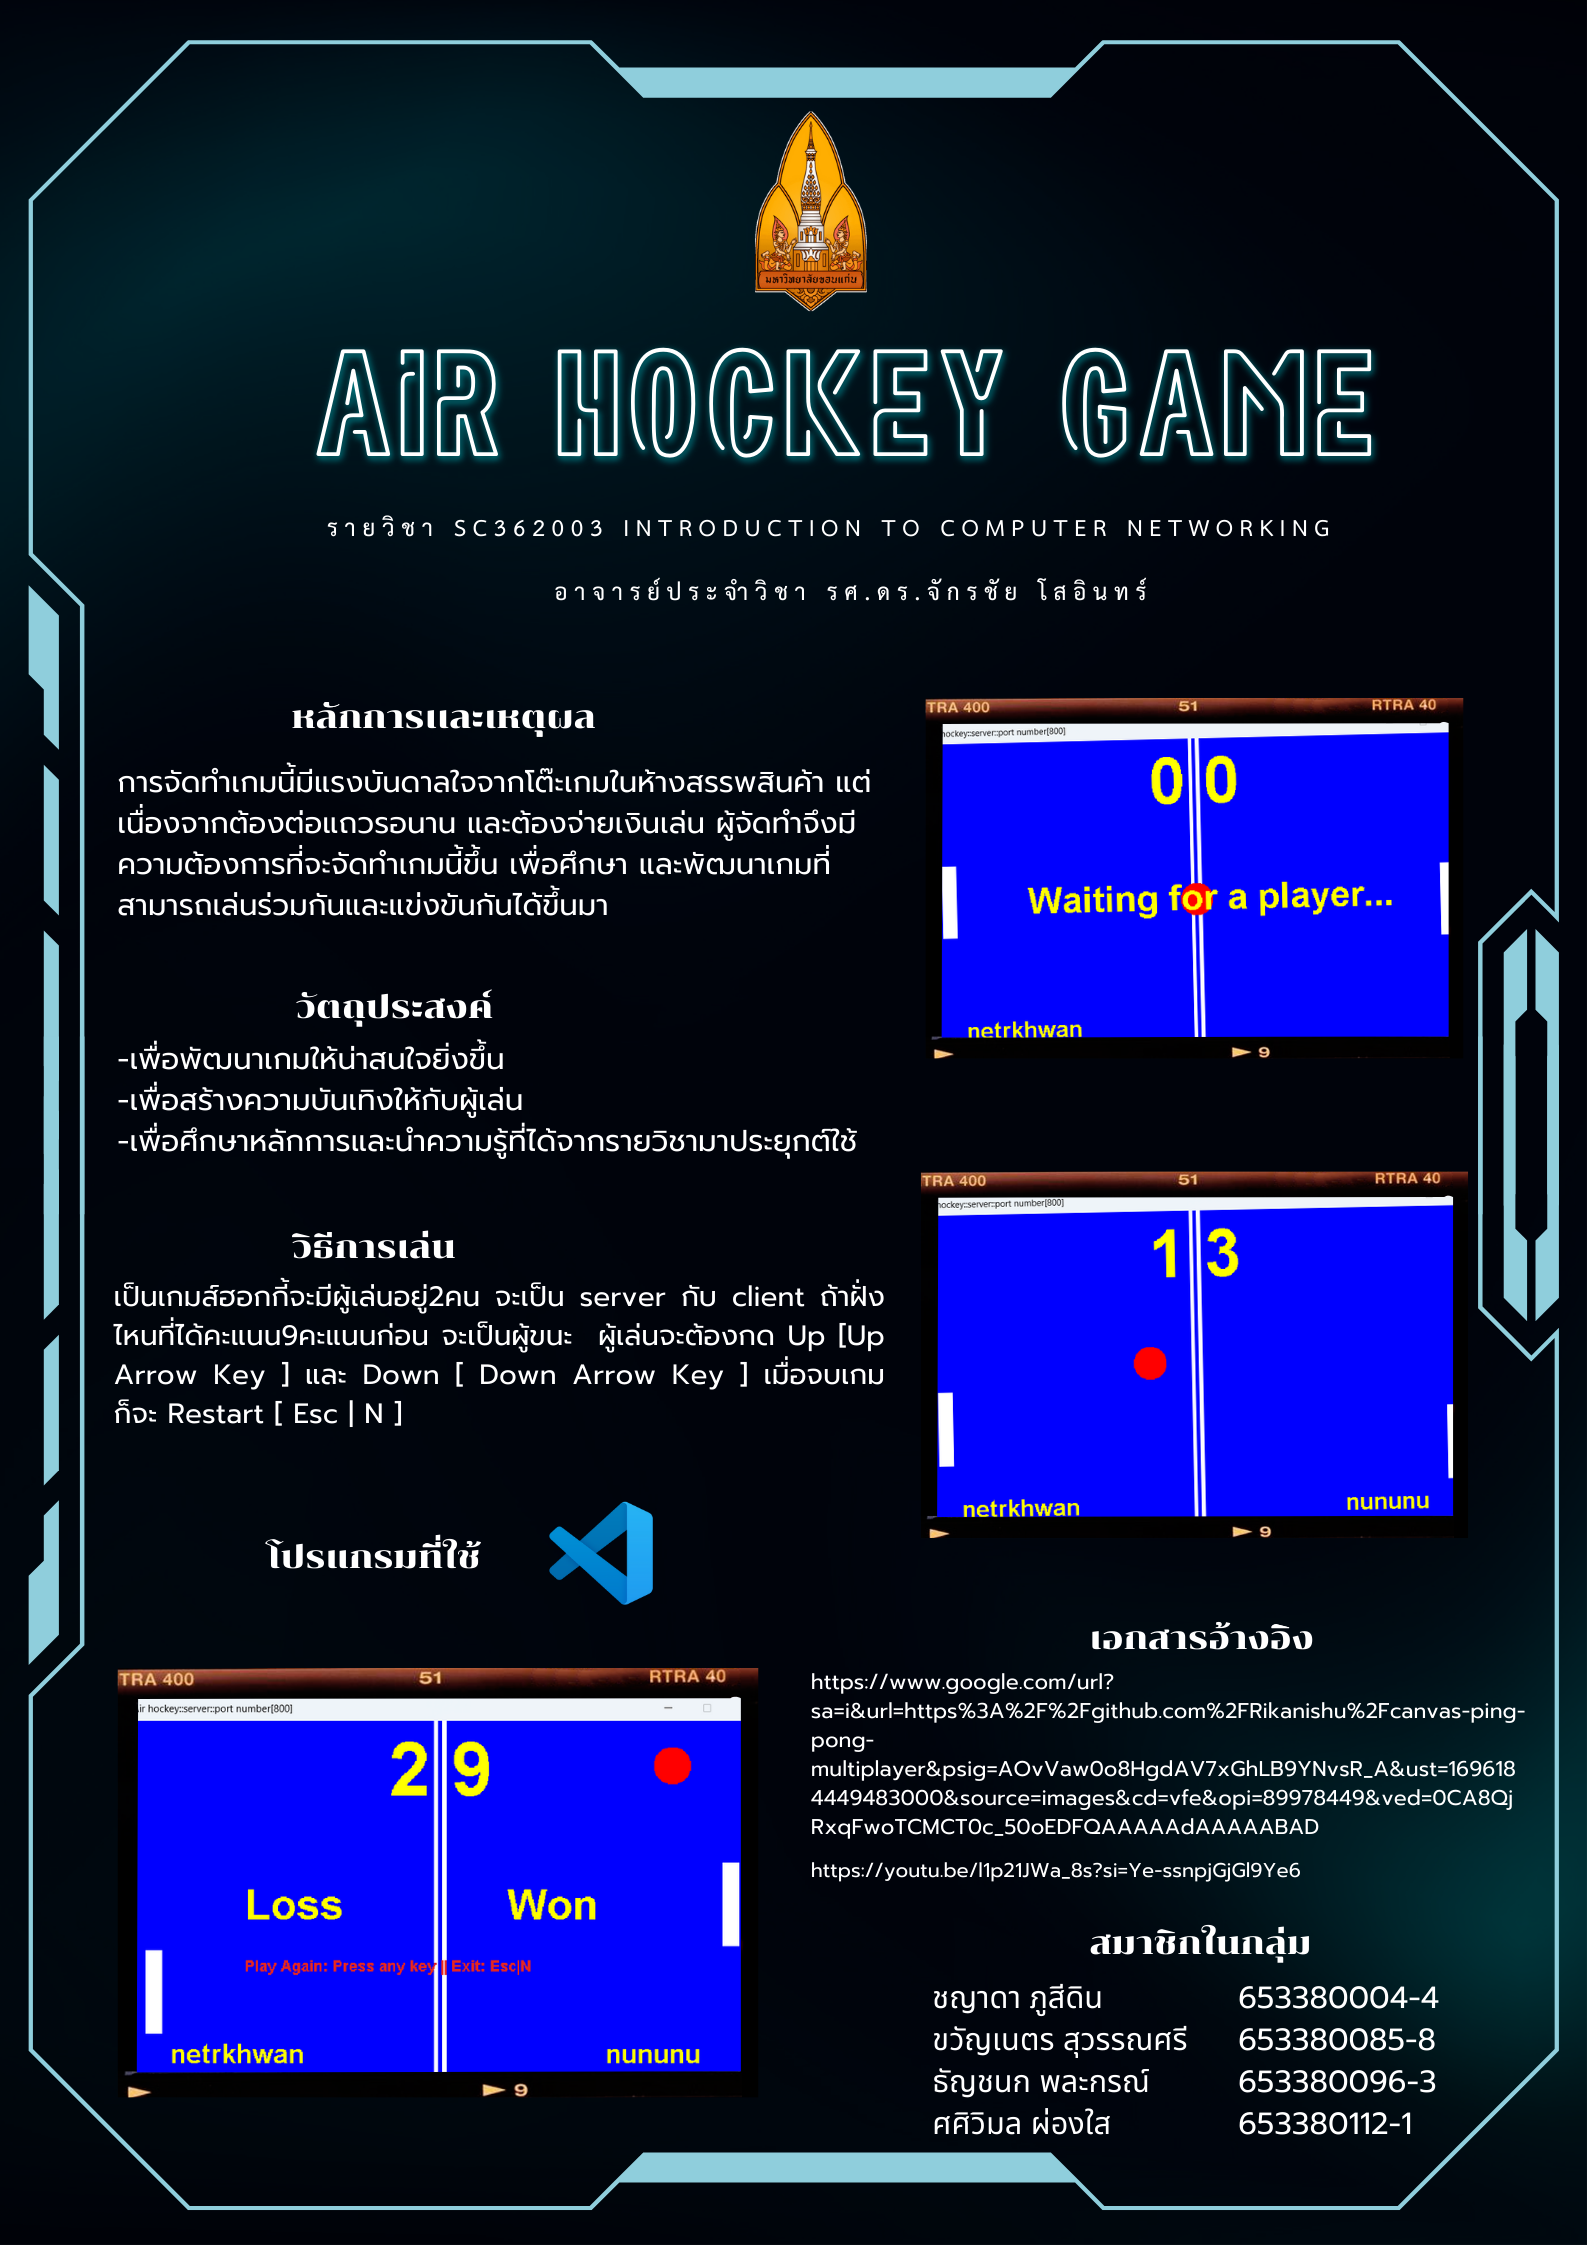 มหาวิทยาลัยขอนแก่น
AIR HOCKEY GAME
รายวิชา SC362003 INTRODUCTION TO COMPUTER NETWORKING
อาจารย์ประจำวิชา รศ.ดร.จักรชัย โสอินทร์
หลักการและเหตุผล
การจัดทำเกมนี้มีแรงบันดาลใจจากโต๊ะเกมในห้างสรรพสินค้า แต่
เนื่องจากต้องต่อแถวรอนาน และต้องจ่ายเงินเล่น ผู้จัดทำจึงมี
ความต้องการที่จะจัดทำเกมนี้ขึ้น เพื่อศึกษา และพัฒนาเกมที่
สามารถเล่นร่วมกันและแข่งขันกันได้ขึ้นมา
วัตถุประสงค์
-เพื่อพัฒนาเกมให้น่าสนใจยิ่งขึ้น
-เพื่อสร้างความบันเทิงให้กับผู้เล่น
-เพื่อศึกษาหลักการและนำความรู้ที่ได้จากรายวิชามาประยุกต์ใช้
วิธีการเล่น
เป็นเกมส์ฮอกกี้จะมีผู้เล่นอยู่2คน จะเป็น server กับ client ถ้าฝั่ง
ไหนที่ได้คะแนน9คะแนนก่อน จะเป็นผู้ขนะ ผู้เล่นจะต้องกด Up [Up
Arrow Key ] และ Down [ Down Arrow Key ] เมื่อจบเกม
ก็จะ Restart [ Esc | N ]
โปรแกรมที่ใช้
TRA 400 51 RTRA 40
hockey::server::port number[800]
0 0
Waiting for a player...
netrkhwan
9
TRA 400 51 RTRA 40
hockey::server::port number[800]
1 3
netrkhwan nununu
9
TRA 400 51 RTRA 40
ir hockey::server::port number[800]
2 9
Loss Won
Play Again: Press any key || Exit: Esc|N
netrkhwan nununu
9
เอกสารอ้างอิง
https://www.google.com/url?
sa=i&url=https%3A%2F%2Fgithub.com%2FRikanishu%2Fcanvas-ping-
pong-
multiplayer&psig=AOvVaw0o8HgdAV7xGhLB9YNvsR_A&ust=169618
4449483000&source=images&cd=vfe&opi=89978449&ved=0CA8Qj
RxqFwoTCMCT0c_50oEDFQAAAAAdAAAAABAD
https://youtu.be/l1p21JWa_8s?si=Ye-ssnpjGjGl9Ye6
สมาชิกในกลุ่ม
ชญาดา ภูสีดิน 653380004-4
ขวัญเนตร สุวรรณศรี 653380085-8
ธัญชนก พละกรณ์ 653380096-3
ศศิวิมล ผ่องใส 653380112-1